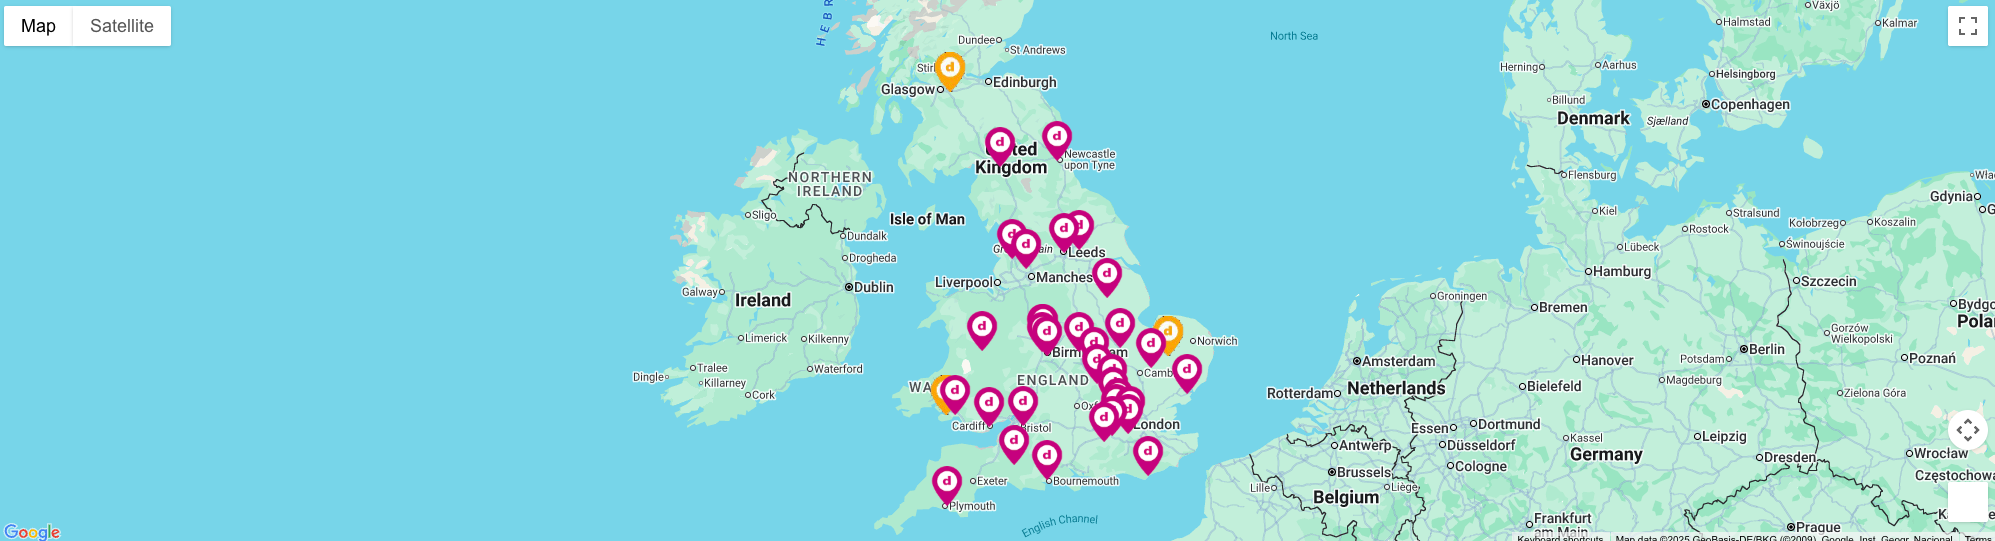 Map
Satellite
HEBR
North Sea
Dundee
St Andrews
Stirl
Edinburgh
Glasgow
United
Kingdom
Newcastle
upon Tyne
NORTHERN
IRELAND
Isle of Man
Sligo
Dundalk
Drogheda
Leeds
Manches
Liverpool
Galway
Ireland
Dublin
Limerick
Kilkenny
Norwich
Birmingham
Tralee
Waterford
Dingle
Killarney
Cork
WA
ENGLAND
Camb
Oxf
Cardiff
Bristol
London
Exeter
Bournemouth
Plymouth
English Channel
Växjö
Halmstad
Kalmar
Herning
Aarhus
Helsingborg
Billund
Copenhagen
Denmark
Sjælland
Flensburg
Gdynia
Kiel
Stralsund
Kołobrzeg
Koszalin
Rostock
Świnoujście
Lübeck
Hamburg
Szczecin
Groningen
Bremen
Bydgo
Pola
Gorzów
Wielkopolski
Berlin
Amsterdam
Hanover
Potsdam
Poznań
Netherlands
Bielefeld
Magdeburg
Rotterdam
Zielona Góra
Essen
Dortmund
Antwerp
Düsseldorf
Kassel
Leipzig
Germany
Dresden
Wrocław
Cologne
Brussels
Częstochowa
Lille
Liège
Belgium
Frankfurt
am Main
Prague
Google
Keyboard shortcuts
Map data ©2025 GeoBasis-DE/BKG (©2009), Google, Inst. Geogr. Nacional
Terms